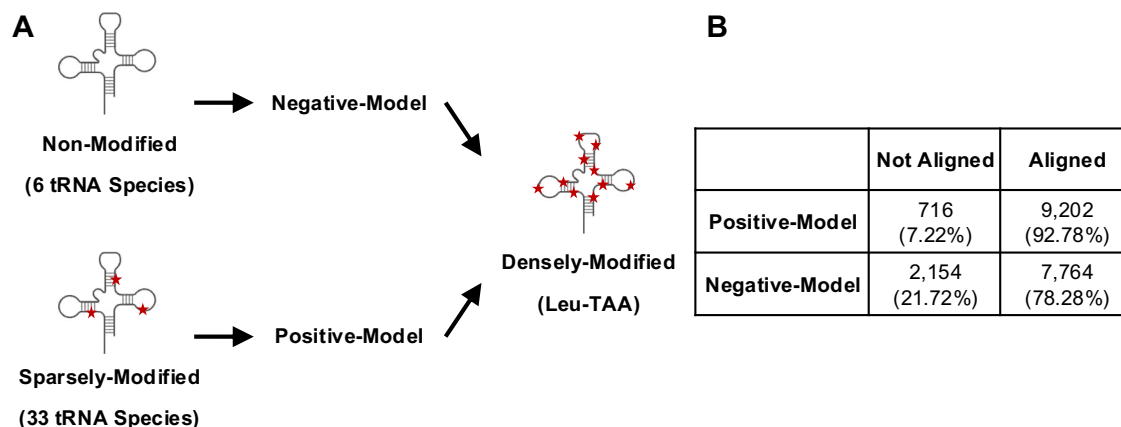 A
Non-Modified
(6 tRNA Species)
Negative-Model
Sparsely-Modified
(33 tRNA Species)
Positive-Model
Densely-Modified
(Leu-TAA)
B
Not Aligned Aligned
Positive-Model 716 9,202
(7.22%) (92.78%)
Negative-Model 2,154 7,764
(21.72%) (78.28%)